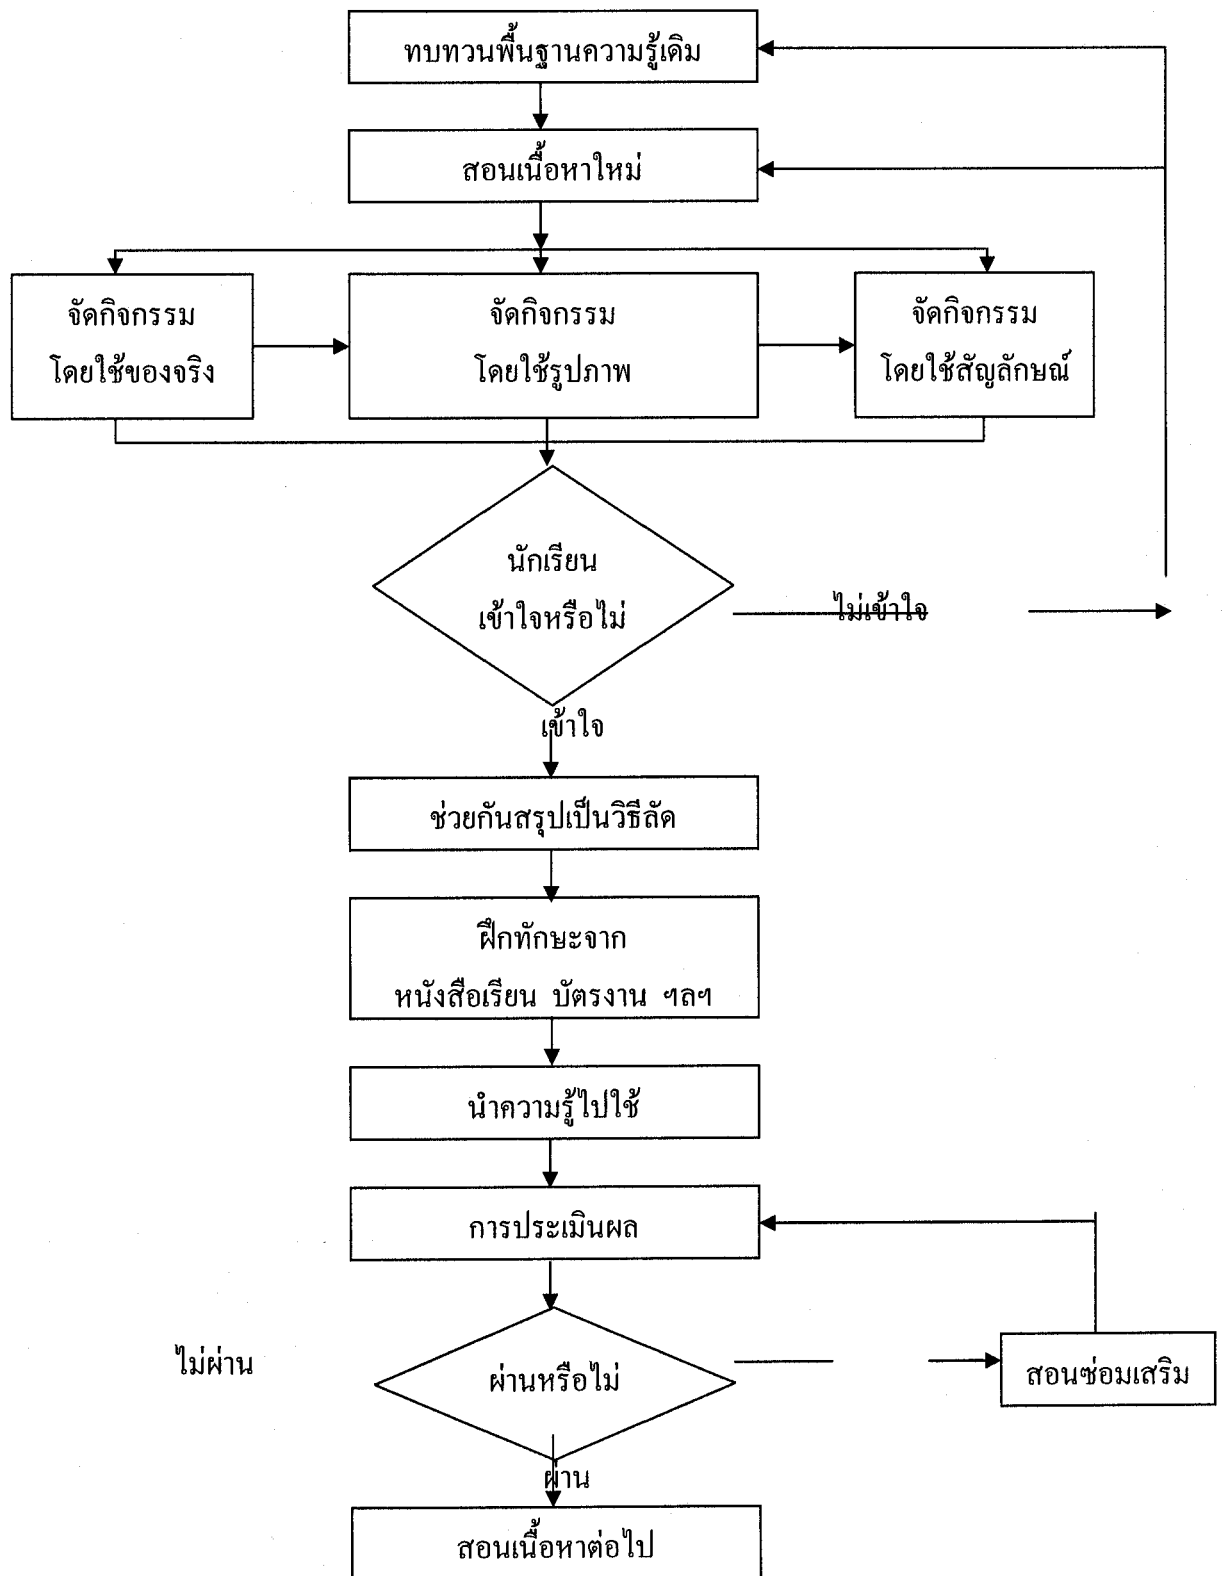 ทบทวนพื้นฐานความรู้เดิม
สอนเนื้อหาใหม่
จัดกิจกรรม
โดยใช้ของจริง
จัดกิจกรรม
โดยใช้รูปภาพ
จัดกิจกรรม
โดยใช้สัญลักษณ์
นักเรียน
เข้าใจหรือไม่
ไม่เข้าใจ
เข้าใจ
ช่วยกันสรุปเป็นวิธีลัด
ฝึกทักษะจาก
หนังสือเรียน บัตรงาน ฯลฯ
นำความรู้ไปใช้
การประเมินผล
ไม่ผ่าน
ผ่านหรือไม่
สอนซ่อมเสริม
ผ่าน
สอนเนื้อหาต่อไป